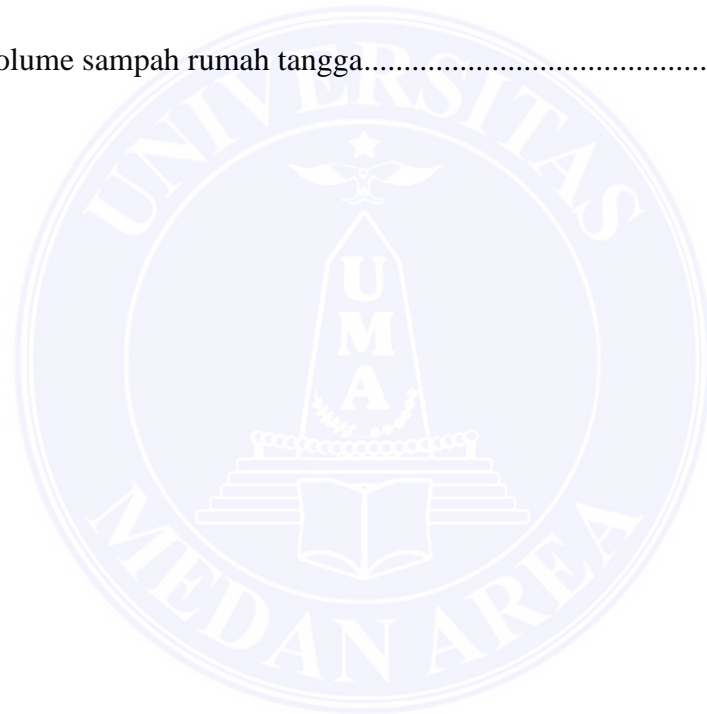 olume sampah rumah tangga...........................................
UNIVERSITAS
UMA
MEDAN AREA